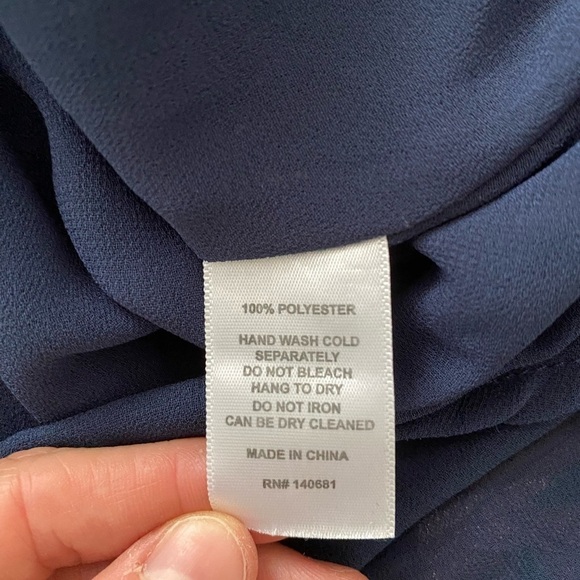 100% POLYESTER
HAND WASH COLD
SEPARATELY
DO NOT BLEACH
HANG TO DRY
DO NOT IRON
CAN BE DRY CLEANED
MADE IN CHINA
RN# 140681